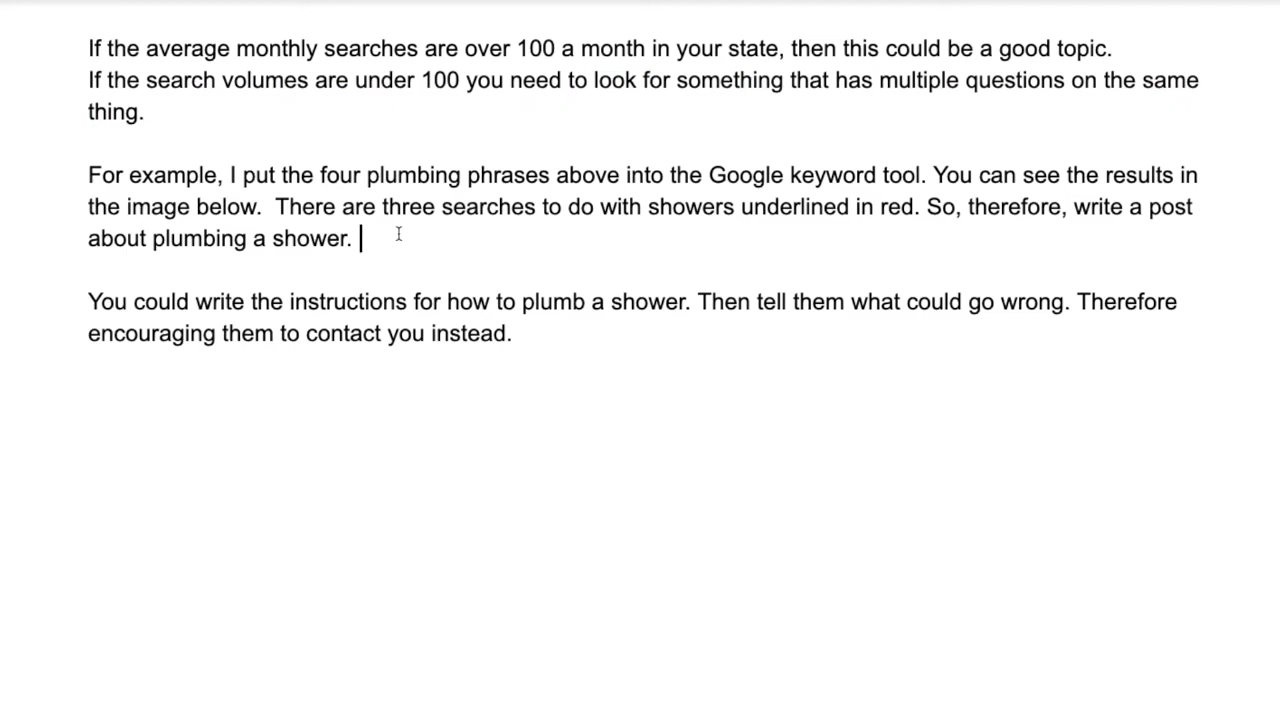 If the average monthly searches are over 100 a month in your state, then this could be a good topic.
If the search volumes are under 100 you need to look for something that has multiple questions on the same
thing.
For example, I put the four plumbing phrases above into the Google keyword tool. You can see the results in
the image below.  There are three searches to do with showers underlined in red. So, therefore, write a post
about plumbing a shower.
You could write the instructions for how to plumb a shower. Then tell them what could go wrong. Therefore
encouraging them to contact you instead.